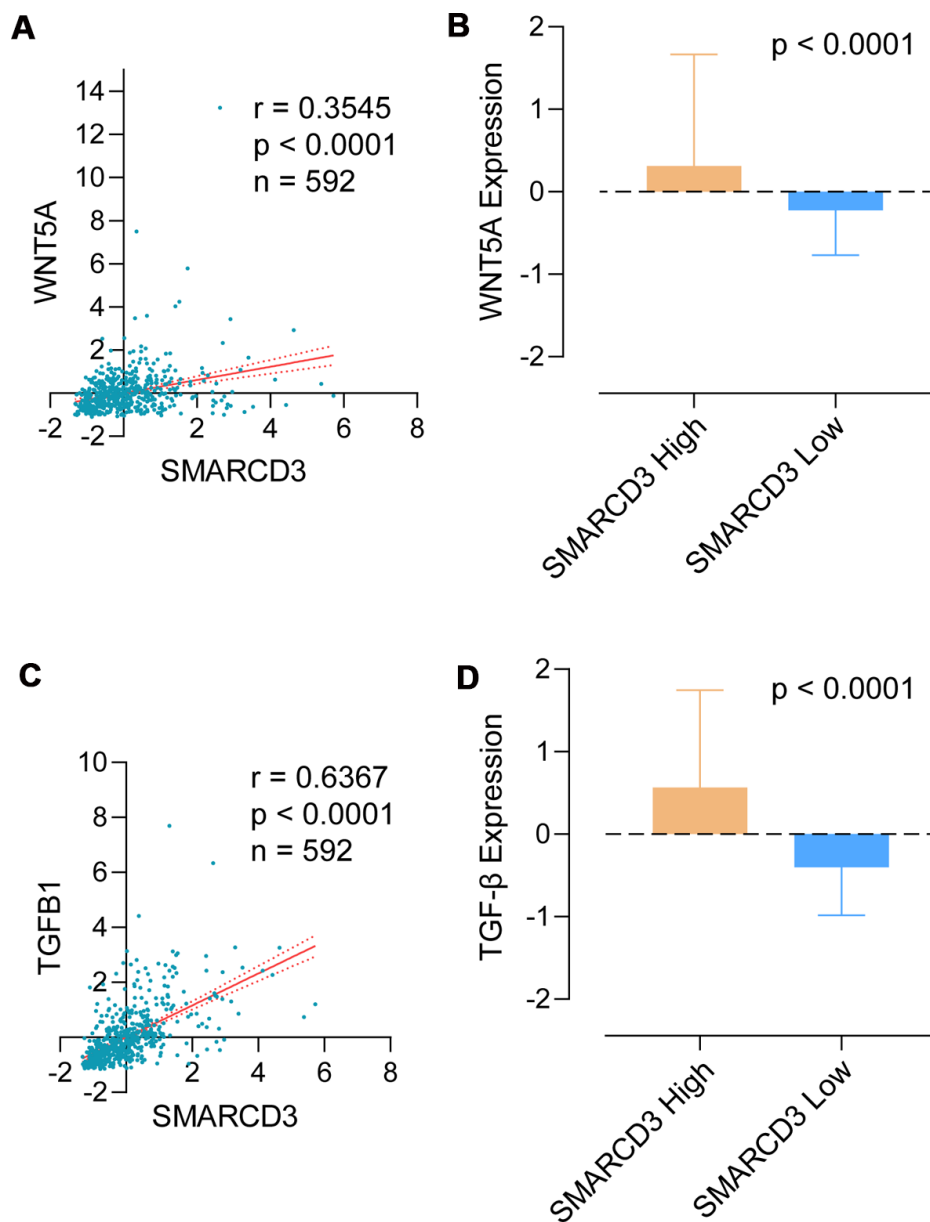 A
14
12
10
8
6
4
2
-2
-2
2
4
6
8
WNT5A
SMARCD3
r = 0.3545
p < 0.0001
n = 592
B
2
1
0
-1
-2
WNT5A Expression
p < 0.0001
SMARCD3 High
SMARCD3 Low
C
10
8
6
4
2
-2
-2
2
4
6
8
TGFB1
SMARCD3
r = 0.6367
p < 0.0001
n = 592
D
2
1
0
-1
-2
TGF-β Expression
p < 0.0001
SMARCD3 High
SMARCD3 Low